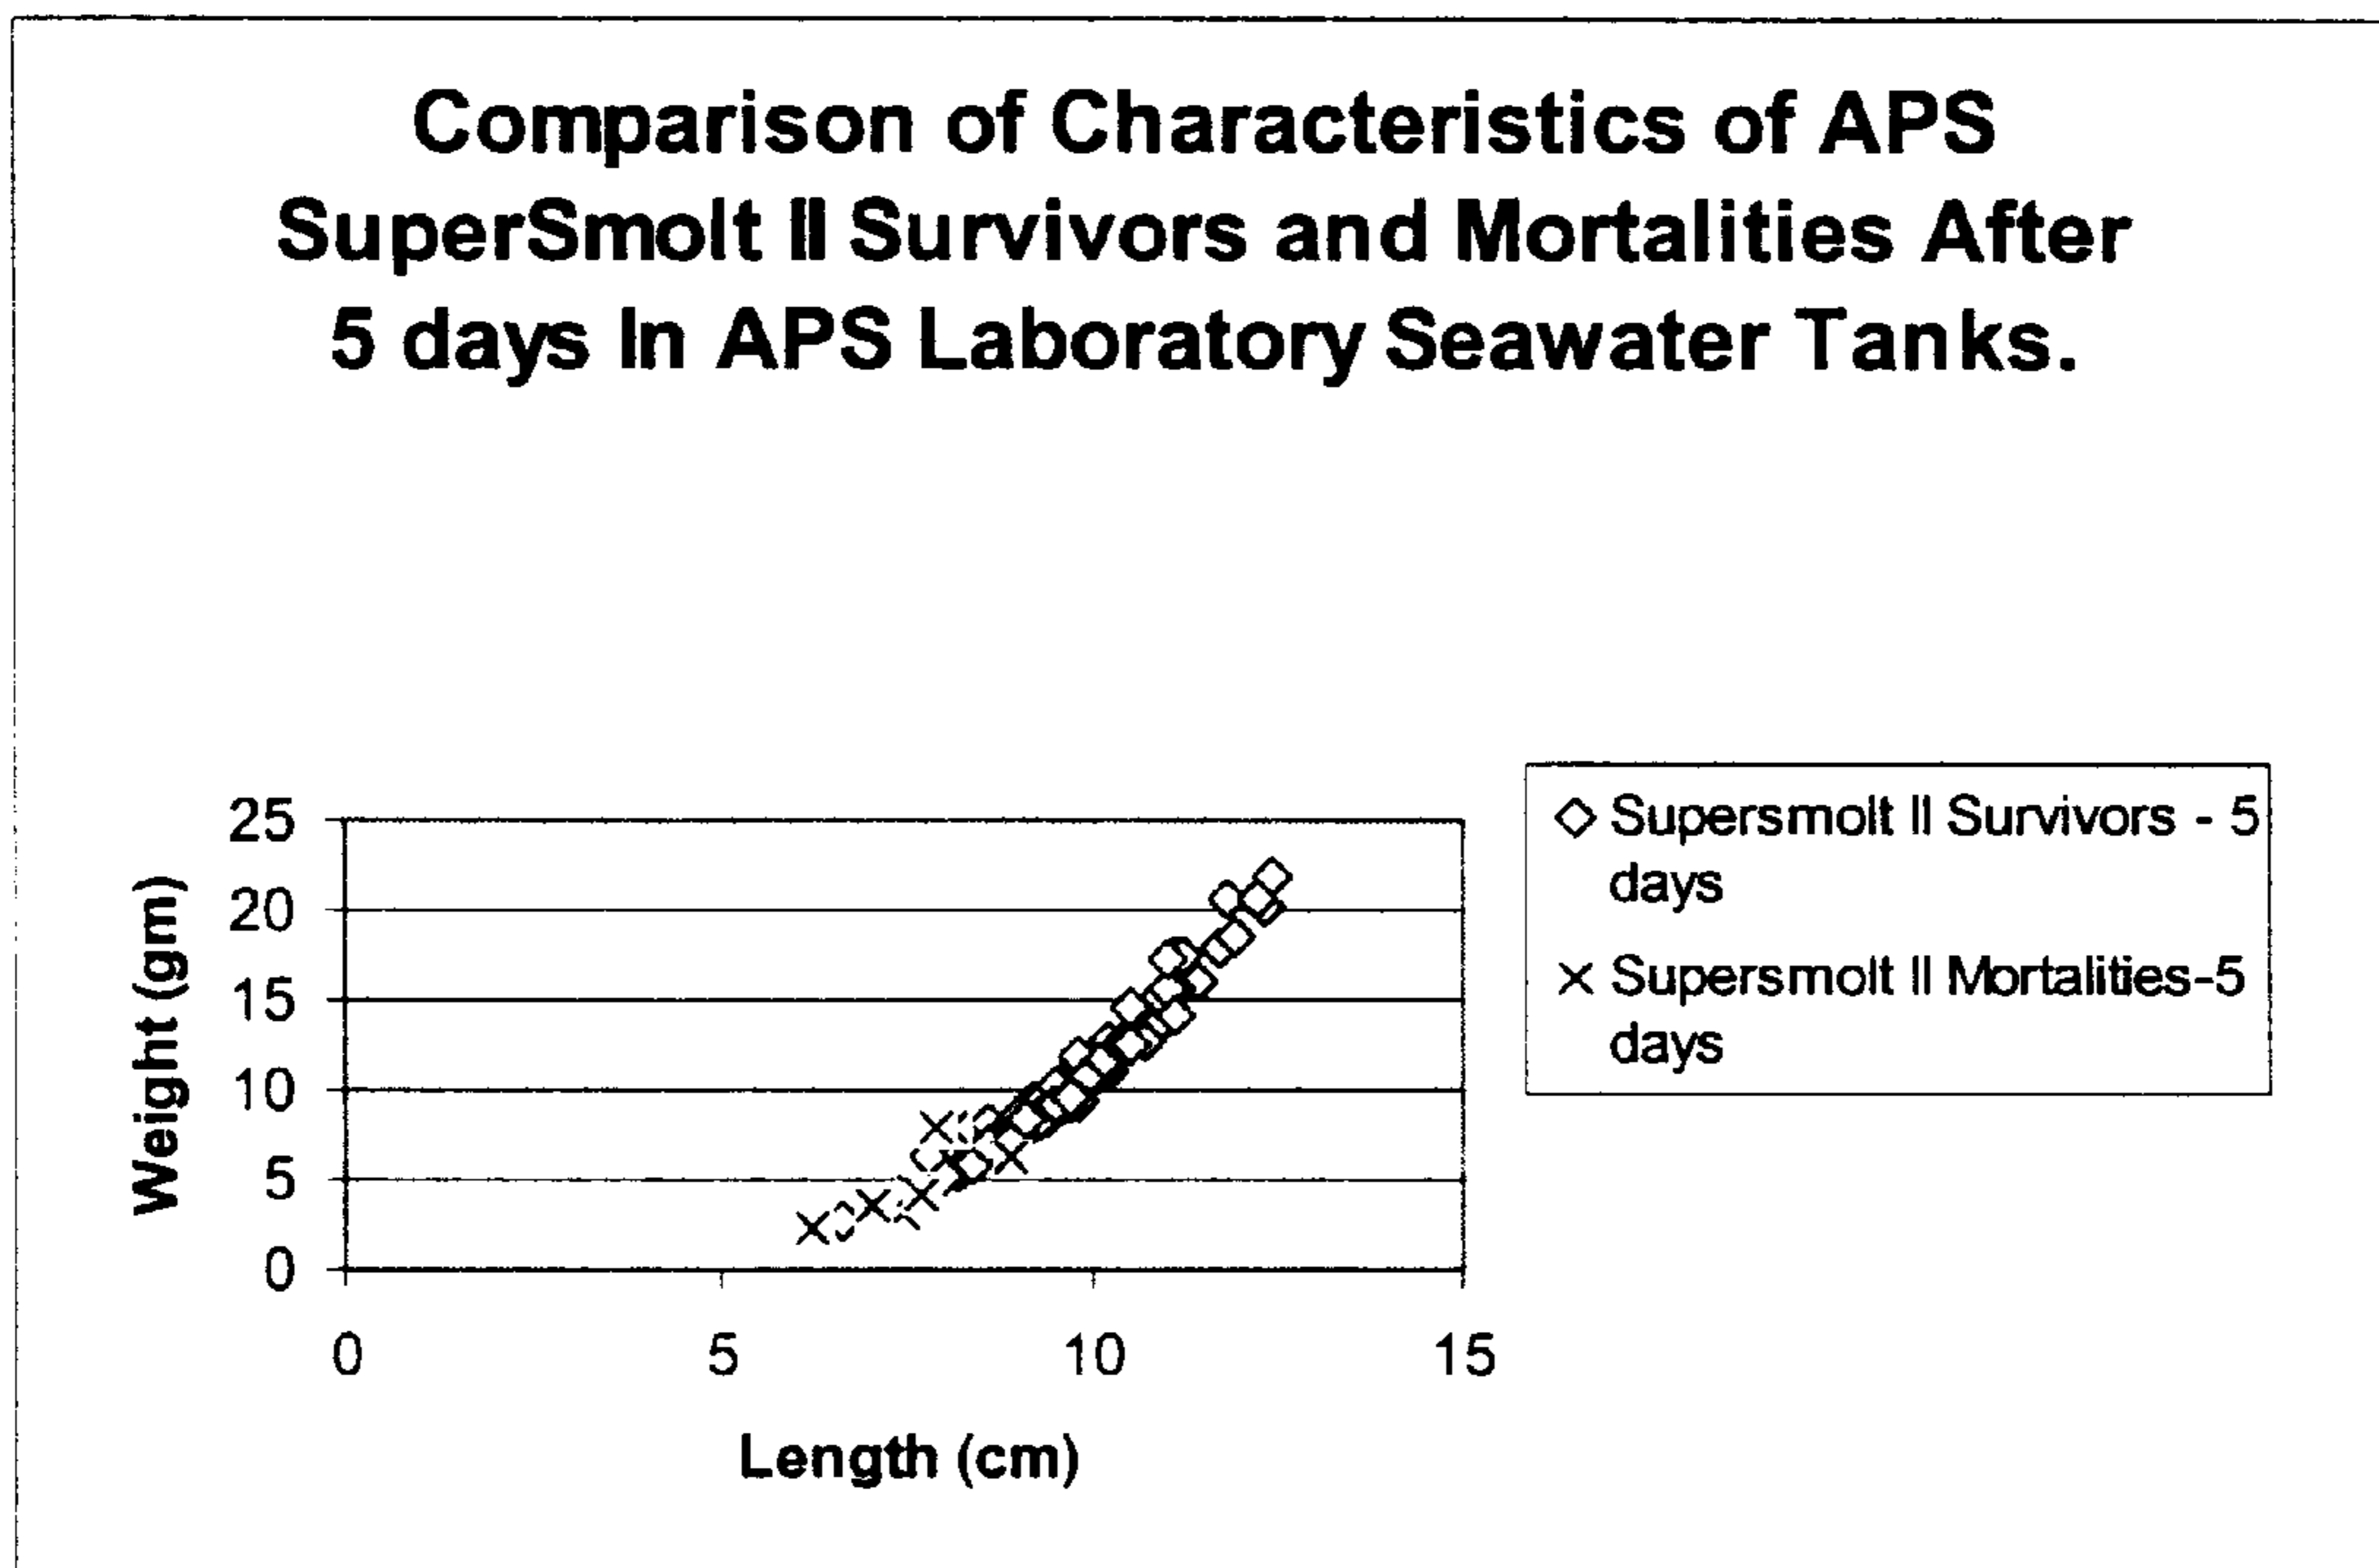 Comparison of Characteristics of APS
SuperSmolt II Survivors and Mortalities After
5 days In APS Laboratory Seawater Tanks.
25
20
15
10
5
0
Weight (gm)
0 5 10 15
Length (cm)
Supersmolt II Survivors - 5
days
Supersmolt II Mortalities-5
days